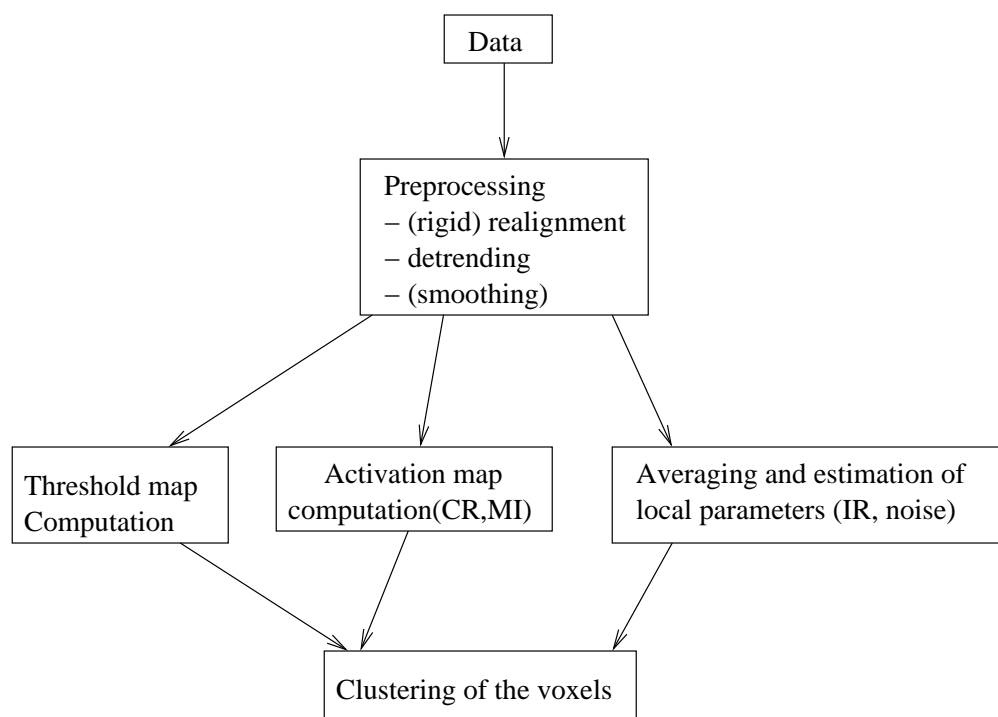 Data
Preprocessing
– (rigid) realignment
– detrending
– (smoothing)
Threshold map
Computation
Activation map
computation(CR,MI)
Averaging and estimation of
local parameters (IR, noise)
Clustering of the voxels